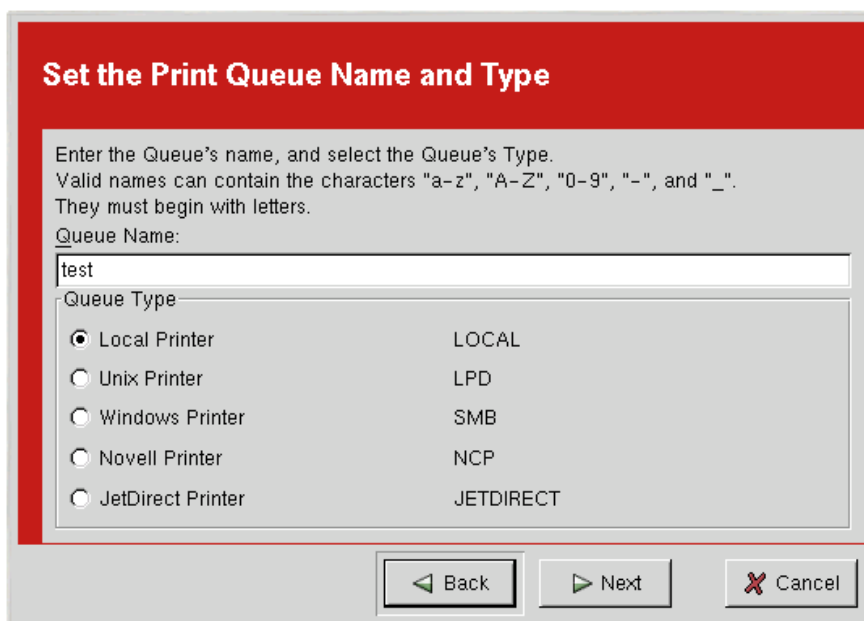 Set the Print Queue Name and Type
Enter the Queue's name, and select the Queue's Type.
Valid names can contain the characters "a-z", "A-Z", "0-9", "-", and "_".
They must begin with letters.
Queue Name:
test
Queue Type
Local Printer LOCAL
Unix Printer LPD
Windows Printer SMB
Novell Printer NCP
JetDirect Printer JETDIRECT
Back Next Cancel